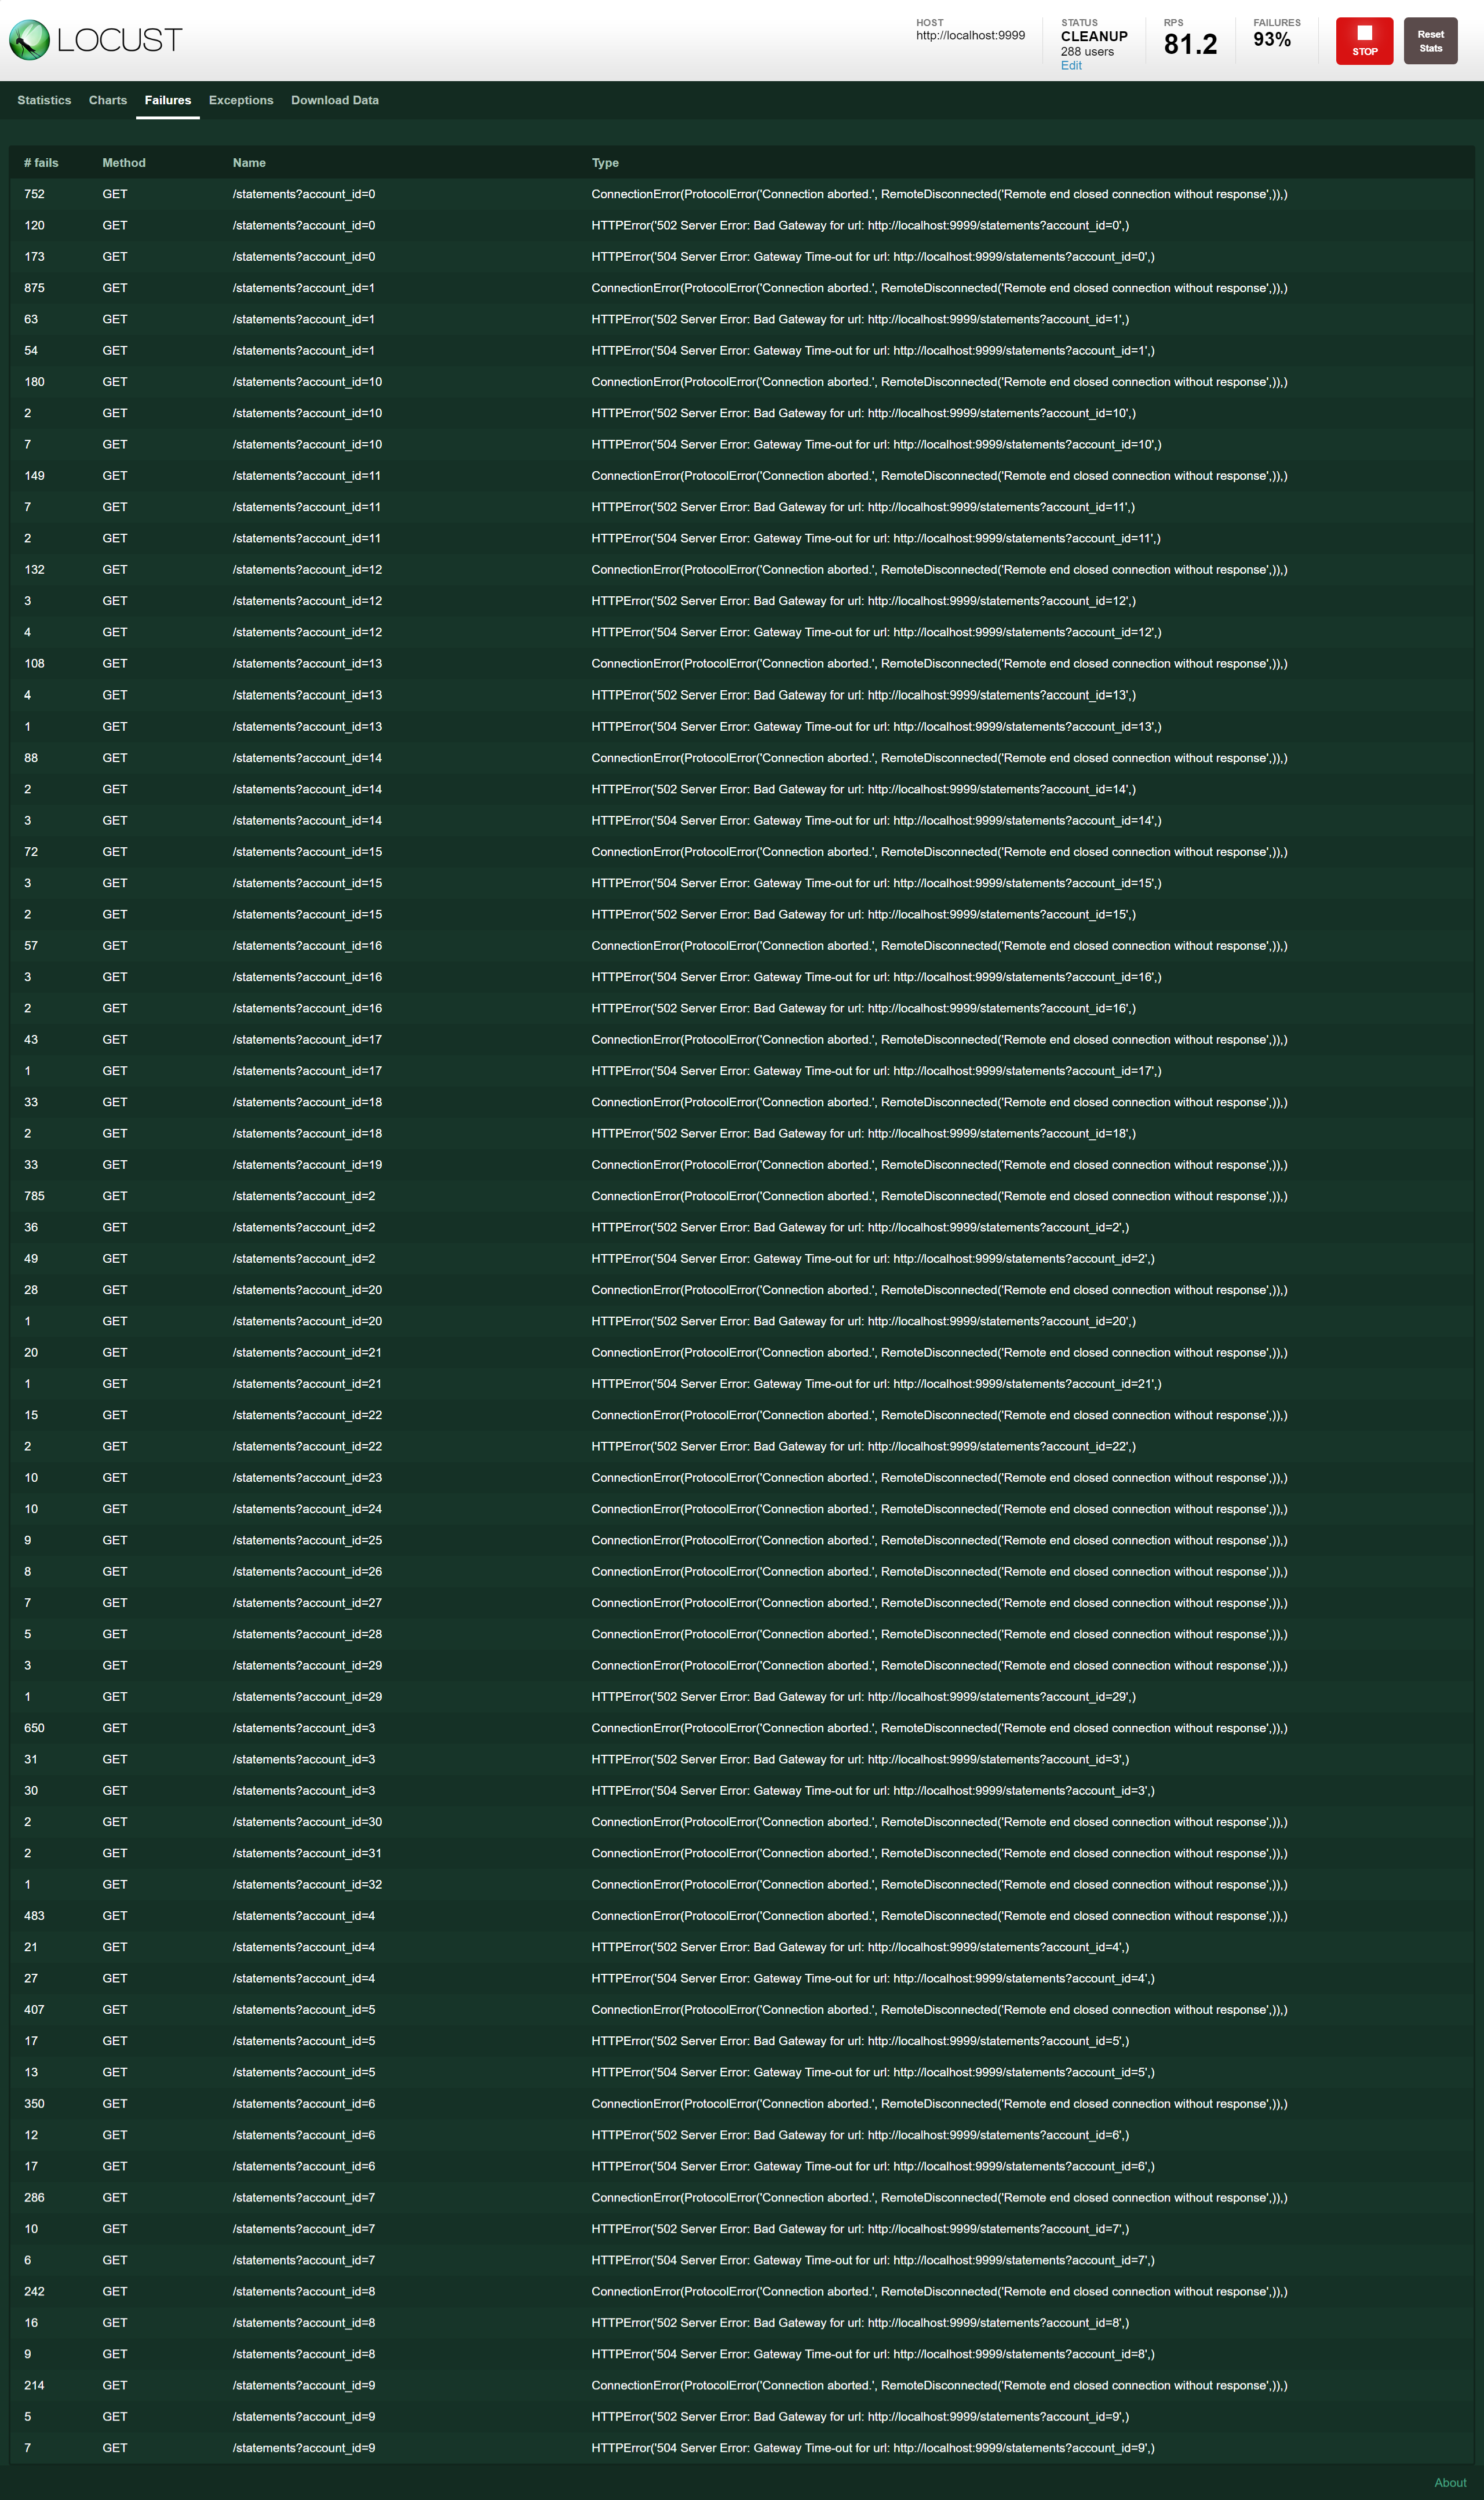 LOCUST
HOST
http://localhost:9999
STATUS
CLEANUP
288 users
Edit
RPS
81.2
FAILURES
93%
STOP
Reset
Stats
Statistics Charts Failures Exceptions Download Data
# fails Method Name Type
752 GET /statements?account_id=0 ConnectionError(ProtocolError('Connection aborted.', RemoteDisconnected('Remote end closed connection without response',)),)
120 GET /statements?account_id=0 HTTPError('502 Server Error: Bad Gateway for url: http://localhost:9999/statements?account_id=0',)
173 GET /statements?account_id=0 HTTPError('504 Server Error: Gateway Time-out for url: http://localhost:9999/statements?account_id=0',)
875 GET /statements?account_id=1 ConnectionError(ProtocolError('Connection aborted.', RemoteDisconnected('Remote end closed connection without response',)),)
63 GET /statements?account_id=1 HTTPError('502 Server Error: Bad Gateway for url: http://localhost:9999/statements?account_id=1',)
54 GET /statements?account_id=1 HTTPError('504 Server Error: Gateway Time-out for url: http://localhost:9999/statements?account_id=1',)
180 GET /statements?account_id=10 ConnectionError(ProtocolError('Connection aborted.', RemoteDisconnected('Remote end closed connection without response',)),)
2 GET /statements?account_id=10 HTTPError('502 Server Error: Bad Gateway for url: http://localhost:9999/statements?account_id=10',)
7 GET /statements?account_id=10 HTTPError('504 Server Error: Gateway Time-out for url: http://localhost:9999/statements?account_id=10',)
149 GET /statements?account_id=11 ConnectionError(ProtocolError('Connection aborted.', RemoteDisconnected('Remote end closed connection without response',)),)
7 GET /statements?account_id=11 HTTPError('502 Server Error: Bad Gateway for url: http://localhost:9999/statements?account_id=11',)
2 GET /statements?account_id=11 HTTPError('504 Server Error: Gateway Time-out for url: http://localhost:9999/statements?account_id=11',)
132 GET /statements?account_id=12 ConnectionError(ProtocolError('Connection aborted.', RemoteDisconnected('Remote end closed connection without response',)),)
3 GET /statements?account_id=12 HTTPError('502 Server Error: Bad Gateway for url: http://localhost:9999/statements?account_id=12',)
4 GET /statements?account_id=12 HTTPError('504 Server Error: Gateway Time-out for url: http://localhost:9999/statements?account_id=12',)
108 GET /statements?account_id=13 ConnectionError(ProtocolError('Connection aborted.', RemoteDisconnected('Remote end closed connection without response',)),)
4 GET /statements?account_id=13 HTTPError('502 Server Error: Bad Gateway for url: http://localhost:9999/statements?account_id=13',)
1 GET /statements?account_id=13 HTTPError('504 Server Error: Gateway Time-out for url: http://localhost:9999/statements?account_id=13',)
88 GET /statements?account_id=14 ConnectionError(ProtocolError('Connection aborted.', RemoteDisconnected('Remote end closed connection without response',)),)
2 GET /statements?account_id=14 HTTPError('502 Server Error: Bad Gateway for url: http://localhost:9999/statements?account_id=14',)
3 GET /statements?account_id=14 HTTPError('504 Server Error: Gateway Time-out for url: http://localhost:9999/statements?account_id=14',)
72 GET /statements?account_id=15 ConnectionError(ProtocolError('Connection aborted.', RemoteDisconnected('Remote end closed connection without response',)),)
3 GET /statements?account_id=15 HTTPError('504 Server Error: Gateway Time-out for url: http://localhost:9999/statements?account_id=15',)
2 GET /statements?account_id=15 HTTPError('502 Server Error: Bad Gateway for url: http://localhost:9999/statements?account_id=15',)
57 GET /statements?account_id=16 ConnectionError(ProtocolError('Connection aborted.', RemoteDisconnected('Remote end closed connection without response',)),)
3 GET /statements?account_id=16 HTTPError('504 Server Error: Gateway Time-out for url: http://localhost:9999/statements?account_id=16',)
2 GET /statements?account_id=16 HTTPError('502 Server Error: Bad Gateway for url: http://localhost:9999/statements?account_id=16',)
43 GET /statements?account_id=17 ConnectionError(ProtocolError('Connection aborted.', RemoteDisconnected('Remote end closed connection without response',)),)
1 GET /statements?account_id=17 HTTPError('504 Server Error: Gateway Time-out for url: http://localhost:9999/statements?account_id=17',)
33 GET /statements?account_id=18 ConnectionError(ProtocolError('Connection aborted.', RemoteDisconnected('Remote end closed connection without response',)),)
2 GET /statements?account_id=18 HTTPError('502 Server Error: Bad Gateway for url: http://localhost:9999/statements?account_id=18',)
33 GET /statements?account_id=19 ConnectionError(ProtocolError('Connection aborted.', RemoteDisconnected('Remote end closed connection without response',)),)
785 GET /statements?account_id=2 ConnectionError(ProtocolError('Connection aborted.', RemoteDisconnected('Remote end closed connection without response',)),)
36 GET /statements?account_id=2 HTTPError('502 Server Error: Bad Gateway for url: http://localhost:9999/statements?account_id=2',)
49 GET /statements?account_id=2 HTTPError('504 Server Error: Gateway Time-out for url: http://localhost:9999/statements?account_id=2',)
28 GET /statements?account_id=20 ConnectionError(ProtocolError('Connection aborted.', RemoteDisconnected('Remote end closed connection without response',)),)
1 GET /statements?account_id=20 HTTPError('502 Server Error: Bad Gateway for url: http://localhost:9999/statements?account_id=20',)
20 GET /statements?account_id=21 ConnectionError(ProtocolError('Connection aborted.', RemoteDisconnected('Remote end closed connection without response',)),)
1 GET /statements?account_id=21 HTTPError('504 Server Error: Gateway Time-out for url: http://localhost:9999/statements?account_id=21',)
15 GET /statements?account_id=22 ConnectionError(ProtocolError('Connection aborted.', RemoteDisconnected('Remote end closed connection without response',)),)
2 GET /statements?account_id=22 HTTPError('502 Server Error: Bad Gateway for url: http://localhost:9999/statements?account_id=22',)
10 GET /statements?account_id=23 ConnectionError(ProtocolError('Connection aborted.', RemoteDisconnected('Remote end closed connection without response',)),)
10 GET /statements?account_id=24 ConnectionError(ProtocolError('Connection aborted.', RemoteDisconnected('Remote end closed connection without response',)),)
9 GET /statements?account_id=25 ConnectionError(ProtocolError('Connection aborted.', RemoteDisconnected('Remote end closed connection without response',)),)
8 GET /statements?account_id=26 ConnectionError(ProtocolError('Connection aborted.', RemoteDisconnected('Remote end closed connection without response',)),)
7 GET /statements?account_id=27 ConnectionError(ProtocolError('Connection aborted.', RemoteDisconnected('Remote end closed connection without response',)),)
5 GET /statements?account_id=28 ConnectionError(ProtocolError('Connection aborted.', RemoteDisconnected('Remote end closed connection without response',)),)
3 GET /statements?account_id=29 ConnectionError(ProtocolError('Connection aborted.', RemoteDisconnected('Remote end closed connection without response',)),)
1 GET /statements?account_id=29 HTTPError('502 Server Error: Bad Gateway for url: http://localhost:9999/statements?account_id=29',)
650 GET /statements?account_id=3 ConnectionError(ProtocolError('Connection aborted.', RemoteDisconnected('Remote end closed connection without response',)),)
31 GET /statements?account_id=3 HTTPError('502 Server Error: Bad Gateway for url: http://localhost:9999/statements?account_id=3',)
30 GET /statements?account_id=3 HTTPError('504 Server Error: Gateway Time-out for url: http://localhost:9999/statements?account_id=3',)
2 GET /statements?account_id=30 ConnectionError(ProtocolError('Connection aborted.', RemoteDisconnected('Remote end closed connection without response',)),)
2 GET /statements?account_id=31 ConnectionError(ProtocolError('Connection aborted.', RemoteDisconnected('Remote end closed connection without response',)),)
1 GET /statements?account_id=32 ConnectionError(ProtocolError('Connection aborted.', RemoteDisconnected('Remote end closed connection without response',)),)
483 GET /statements?account_id=4 ConnectionError(ProtocolError('Connection aborted.', RemoteDisconnected('Remote end closed connection without response',)),)
21 GET /statements?account_id=4 HTTPError('502 Server Error: Bad Gateway for url: http://localhost:9999/statements?account_id=4',)
27 GET /statements?account_id=4 HTTPError('504 Server Error: Gateway Time-out for url: http://localhost:9999/statements?account_id=4',)
407 GET /statements?account_id=5 ConnectionError(ProtocolError('Connection aborted.', RemoteDisconnected('Remote end closed connection without response',)),)
17 GET /statements?account_id=5 HTTPError('502 Server Error: Bad Gateway for url: http://localhost:9999/statements?account_id=5',)
13 GET /statements?account_id=5 HTTPError('504 Server Error: Gateway Time-out for url: http://localhost:9999/statements?account_id=5',)
350 GET /statements?account_id=6 ConnectionError(ProtocolError('Connection aborted.', RemoteDisconnected('Remote end closed connection without response',)),)
12 GET /statements?account_id=6 HTTPError('502 Server Error: Bad Gateway for url: http://localhost:9999/statements?account_id=6',)
17 GET /statements?account_id=6 HTTPError('504 Server Error: Gateway Time-out for url: http://localhost:9999/statements?account_id=6',)
286 GET /statements?account_id=7 ConnectionError(ProtocolError('Connection aborted.', RemoteDisconnected('Remote end closed connection without response',)),)
10 GET /statements?account_id=7 HTTPError('502 Server Error: Bad Gateway for url: http://localhost:9999/statements?account_id=7',)
6 GET /statements?account_id=7 HTTPError('504 Server Error: Gateway Time-out for url: http://localhost:9999/statements?account_id=7',)
242 GET /statements?account_id=8 ConnectionError(ProtocolError('Connection aborted.', RemoteDisconnected('Remote end closed connection without response',)),)
16 GET /statements?account_id=8 HTTPError('502 Server Error: Bad Gateway for url: http://localhost:9999/statements?account_id=8',)
9 GET /statements?account_id=8 HTTPError('504 Server Error: Gateway Time-out for url: http://localhost:9999/statements?account_id=8',)
214 GET /statements?account_id=9 ConnectionError(ProtocolError('Connection aborted.', RemoteDisconnected('Remote end closed connection without response',)),)
5 GET /statements?account_id=9 HTTPError('502 Server Error: Bad Gateway for url: http://localhost:9999/statements?account_id=9',)
7 GET /statements?account_id=9 HTTPError('504 Server Error: Gateway Time-out for url: http://localhost:9999/statements?account_id=9',)
About